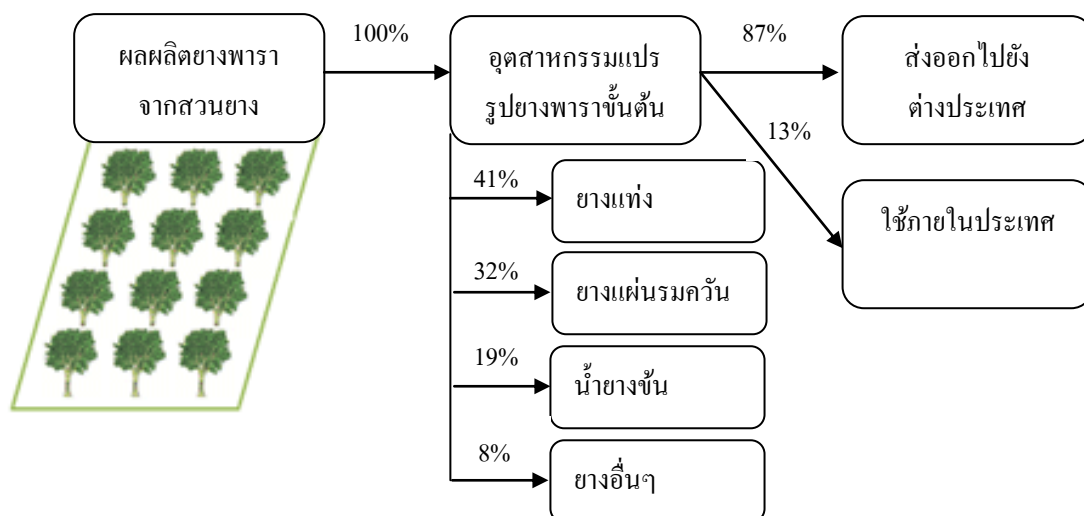 ผลผลิตยางพารา
จากสวนยาง
100%
อุตสาหกรรมแปร
รูปยางพาราขั้นต้น
87%
ส่งออกไปยัง
ต่างประเทศ
13%
ใช้ภายในประเทศ
41%
ยางแท่ง
32%
ยางแผ่นรมควัน
19%
น้ำยางข้น
8%
ยางอื่นๆ